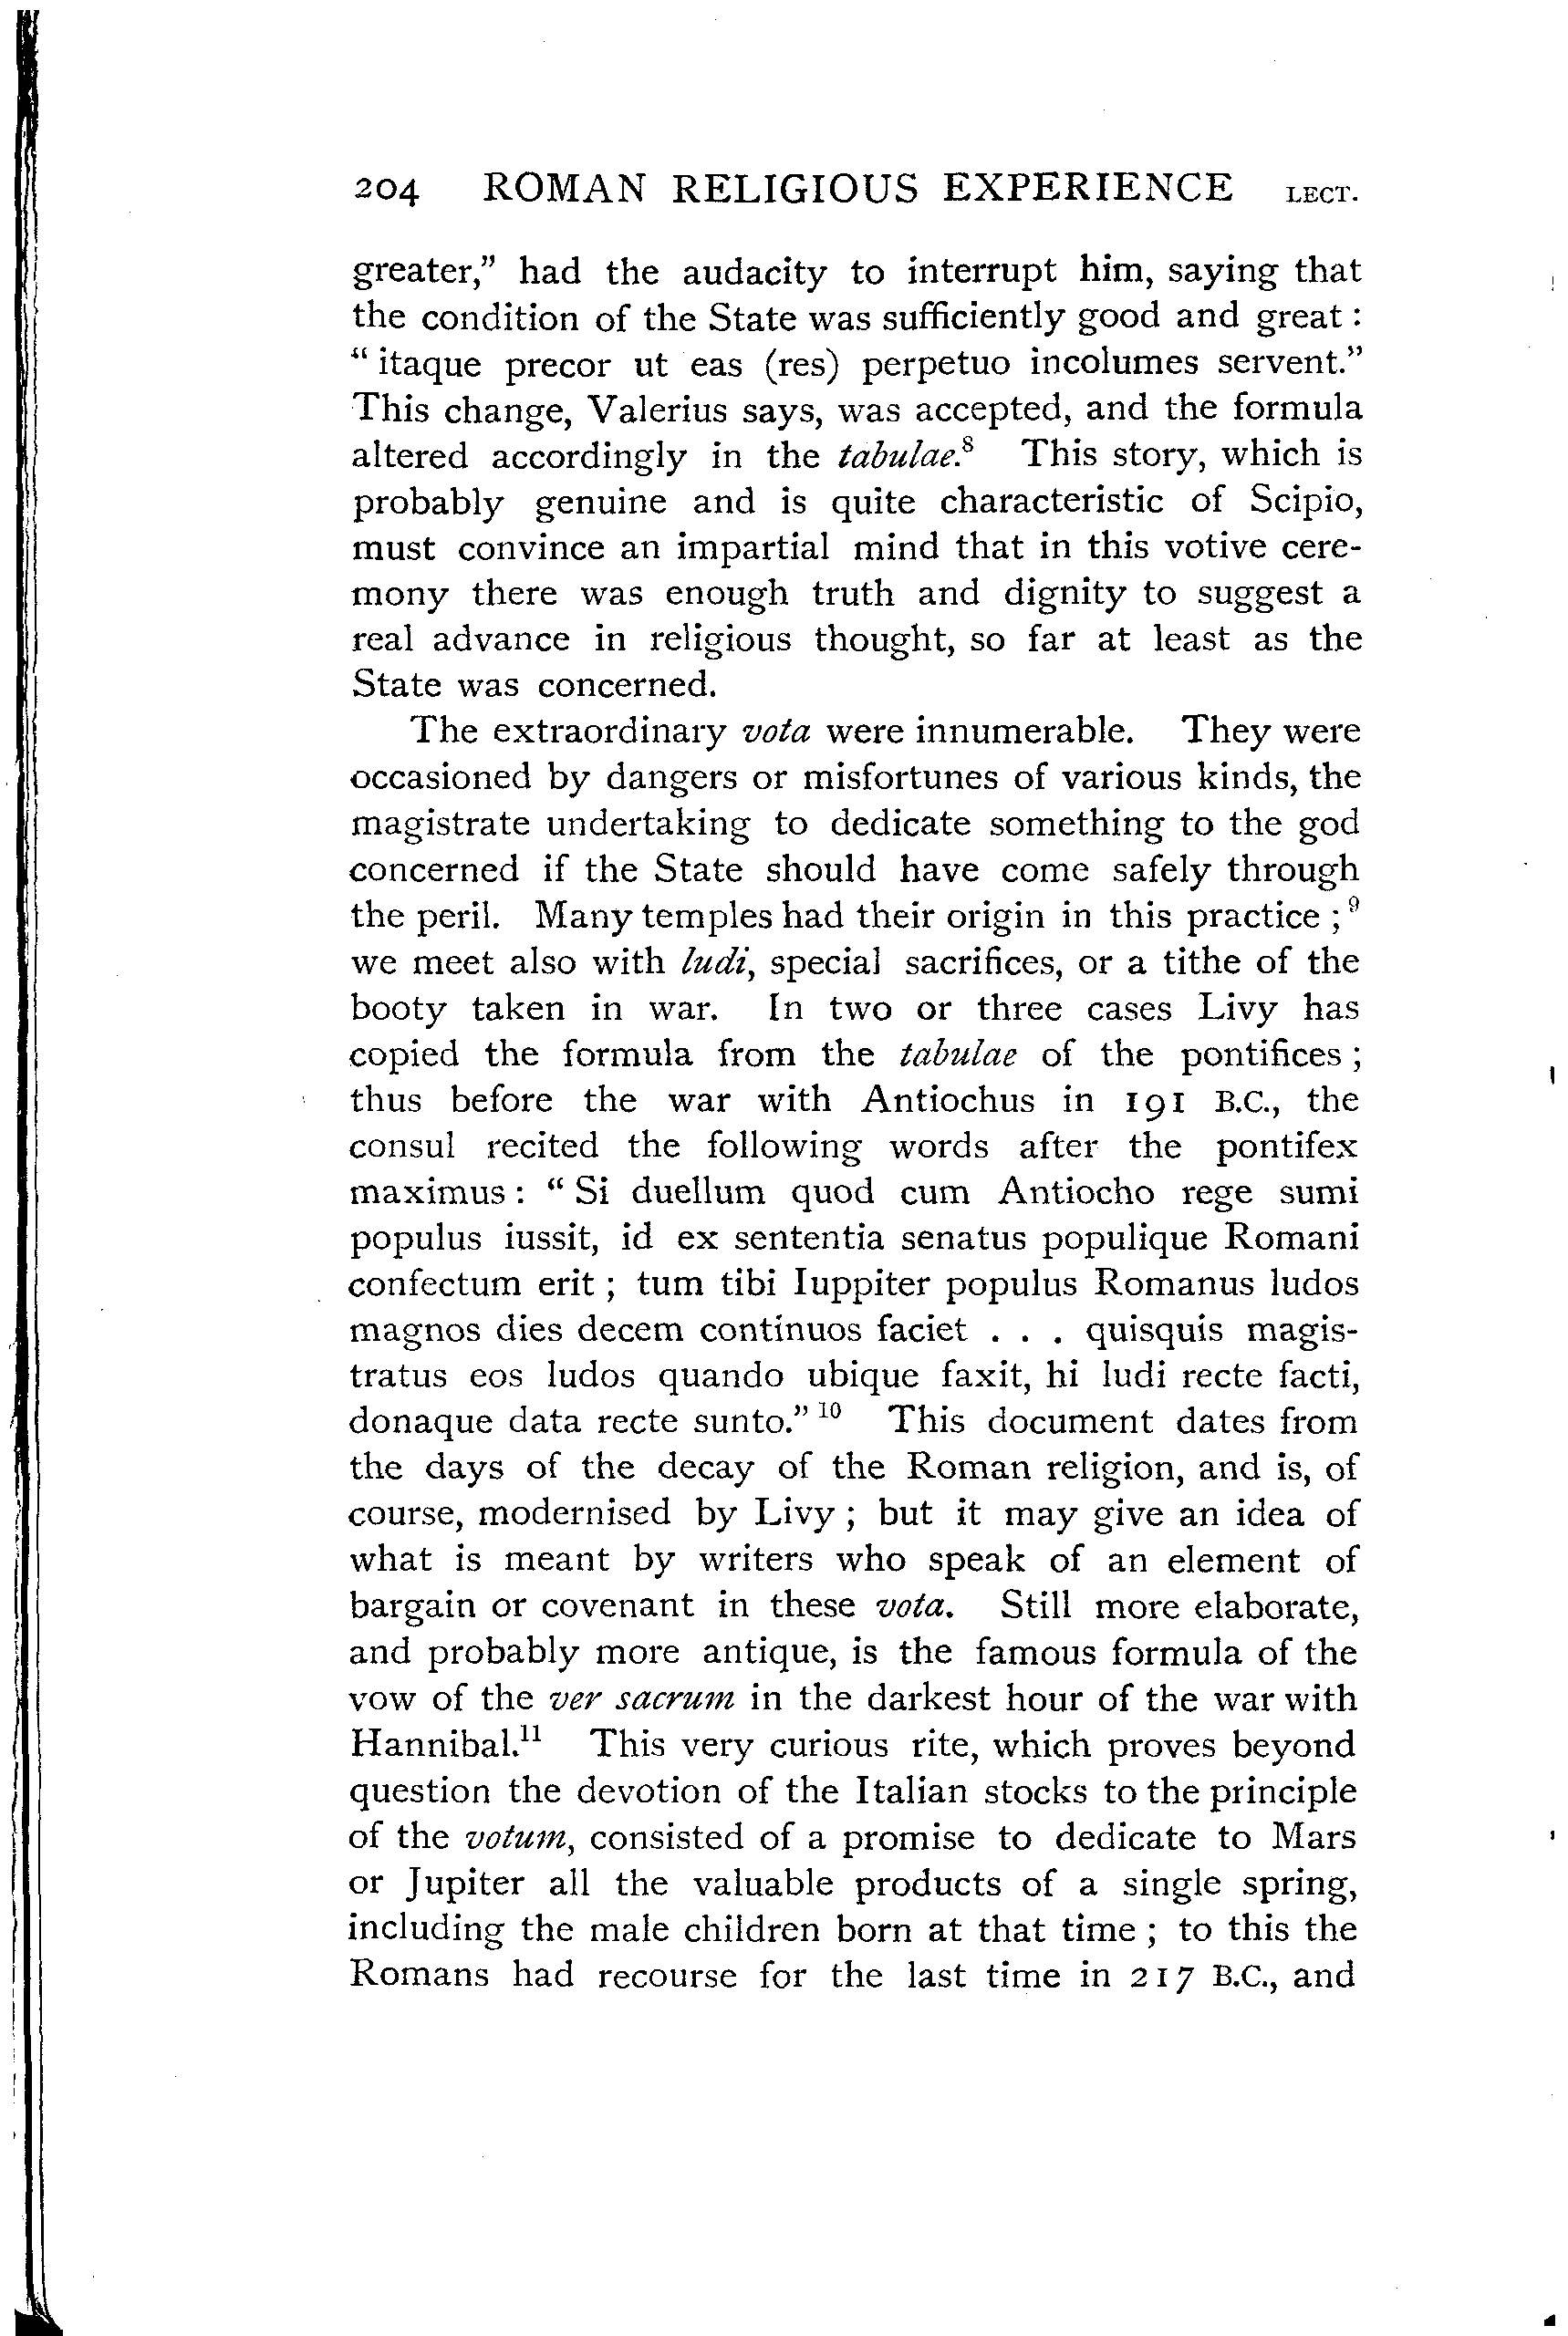 204 ROMAN RELIGIOUS EXPERIENCE LECT.
greater,” had the audacity to interrupt him, saying that
the condition of the State was sufficiently good and great :
“ itaque precor ut eas (res) perpetuo incolumes servent.”
This change, Valerius says, was accepted, and the formula
altered accordingly in the tabulae.⁸ This story, which is
probably genuine and is quite characteristic of Scipio,
must convince an impartial mind that in this votive cere-
mony there was enough truth and dignity to suggest a
real advance in religious thought, so far at least as the
State was concerned.
The extraordinary vota were innumerable. They were
occasioned by dangers or misfortunes of various kinds, the
magistrate undertaking to dedicate something to the god
concerned if the State should have come safely through
the peril. Many temples had their origin in this practice ;⁹
we meet also with ludi, special sacrifices, or a tithe of the
booty taken in war. In two or three cases Livy has
copied the formula from the tabulae of the pontifices ;
thus before the war with Antiochus in 191 B.C., the
consul recited the following words after the pontifex
maximus : “ Si duellum quod cum Antiocho rege sumi
populus iussit, id ex sententia senatus populique Romani
confectum erit ; tum tibi Iuppiter populus Romanus ludos
magnos dies decem continuos faciet . . . quisquis magis-
tratus eos ludos quando ubique faxit, hi ludi recte facti,
donaque data recte sunto.” ¹⁰ This document dates from
the days of the decay of the Roman religion, and is, of
course, modernised by Livy ; but it may give an idea of
what is meant by writers who speak of an element of
bargain or covenant in these vota. Still more elaborate,
and probably more antique, is the famous formula of the
vow of the ver sacrum in the darkest hour of the war with
Hannibal.¹¹ This very curious rite, which proves beyond
question the devotion of the Italian stocks to the principle
of the votum, consisted of a promise to dedicate to Mars
or Jupiter all the valuable products of a single spring,
including the male children born at that time ; to this the
Romans had recourse for the last time in 217 B.C., and